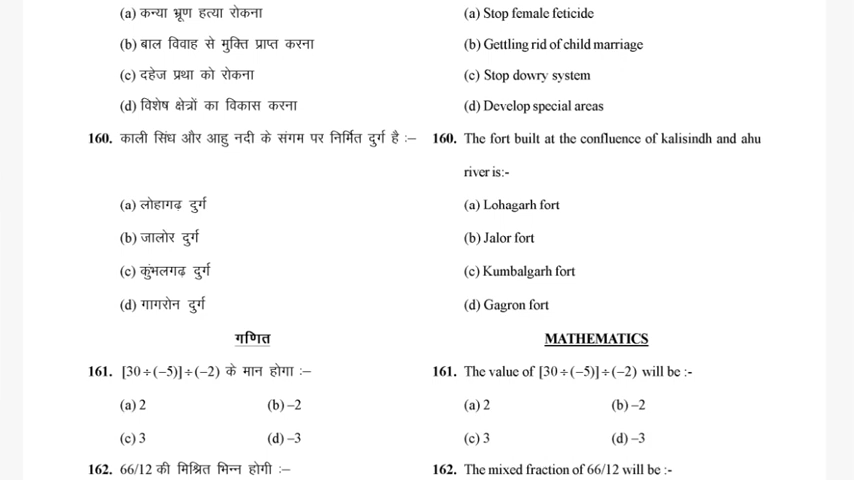 (a) कन्या भ्रूण हत्या रोकना
(b) बाल विवाह से मुक्ति प्राप्त करना
(c) दहेज प्रथा को रोकना
(d) विशेष क्षेत्रों का विकास करना
160. काली सिंध और आहु नदी के संगम पर निर्मित दुर्ग है :–
(a) लोहागढ़ दुर्ग
(b) जालोर दुर्ग
(c) कुंभलगढ दुर्ग
(d) गागरोन दुर्ग
गणित
161. [30÷(–5)]÷(–2) के मान होगा :–
(a) 2 (b) –2
(c) 3 (d) –3
162. 66/12 की मिश्रित भिन्न होगी :–
(a) Stop female feticide
(b) Gettling rid of child marriage
(c) Stop dowry system
(d) Develop special areas
160. The fort built at the confluence of kalisindh and ahu
river is:-
(a) Lohagarh fort
(b) Jalor fort
(c) Kumbalgarh fort
(d) Gagron fort
MATHEMATICS
161. The value of [30÷(–5)]÷(–2) will be :-
(a) 2 (b) –2
(c) 3 (d) –3
162. The mixed fraction of 66/12 will be :-